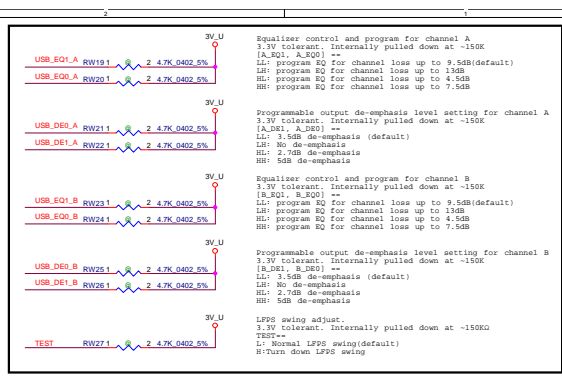 2 1
3V_U
USB_EQ1_A RW19 1 2 4.7K_0402_5%
USB_EQ0_A RW20 1 2 4.7K_0402_5%
Equalizer control and program for channel A
3.3V tolerant. Internally pulled down at ~150K
[A_EQ1, A_EQ0] ==
LL: program EQ for channel loss up to 9.5dB(default)
LH: program EQ for channel loss up to 13dB
HL: program EQ for channel loss up to 4.5dB
HH: program EQ for channel loss up to 7.5dB
3V_U
USB_DE0_A RW21 1 2 4.7K_0402_5%
USB_DE1_A RW22 1 2 4.7K_0402_5%
Programmable output de-emphasis level setting for channel A
3.3V tolerant. Internally pulled down at ~150K
[A_DE1, A_DE0] ==
LL: 3.5dB de-emphasis (default)
LH: No de-emphasis
HL: 2.7dB de-emphasis
HH: 5dB de-emphasis
3V_U
USB_EQ1_B RW23 1 2 4.7K_0402_5%
USB_EQ0_B RW24 1 2 4.7K_0402_5%
Equalizer control and program for channel B
3.3V tolerant. Internally pulled down at ~150K
[B_EQ1, B_EQ0] ==
LL: program EQ for channel loss up to 9.5dB(default)
LH: program EQ for channel loss up to 13dB
HL: program EQ for channel loss up to 4.5dB
HH: program EQ for channel loss up to 7.5dB
3V_U
USB_DE0_B RW25 1 2 4.7K_0402_5%
USB_DE1_B RW26 1 2 4.7K_0402_5%
Programmable output de-emphasis level setting for channel B
3.3V tolerant. Internally pulled down at ~150K
[B_DE1, B_DE0] ==
LL: 3.5dB de-emphasis (default)
LH: No de-emphasis
HL: 2.7dB de-emphasis
HH: 5dB de-emphasis
3V_U
TEST RW27 1 2 4.7K_0402_5%
LFPS swing adjust.
3.3V tolerant. Internally pulled down at ~150KΩ
TEST==
L: Normal LFPS swing(default)
H:Turn down LFPS swing